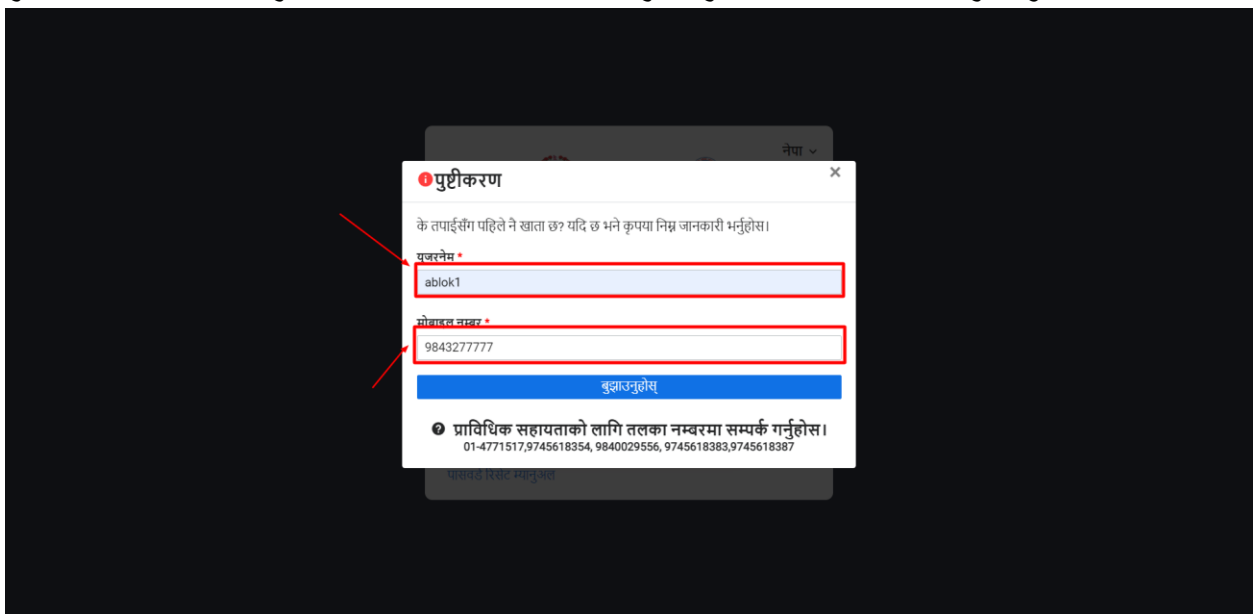 नेपा
पुष्टीकरण
×
के तपाईसँग पहिले नै खाता छ? यदि छ भने कृपया निम्न जानकारी भर्नुहोस।
युजरनेम *
ablok1
मोबाइल नम्बर *
9843277777
बुझाउनुहोस्
प्राविधिक सहायताको लागि तलका नम्बरमा सम्पर्क गर्नुहोस।
01-4771517,9745618354, 9840029556, 9745618383,9745618387
पासवर्ड रिसेट म्यानुअल